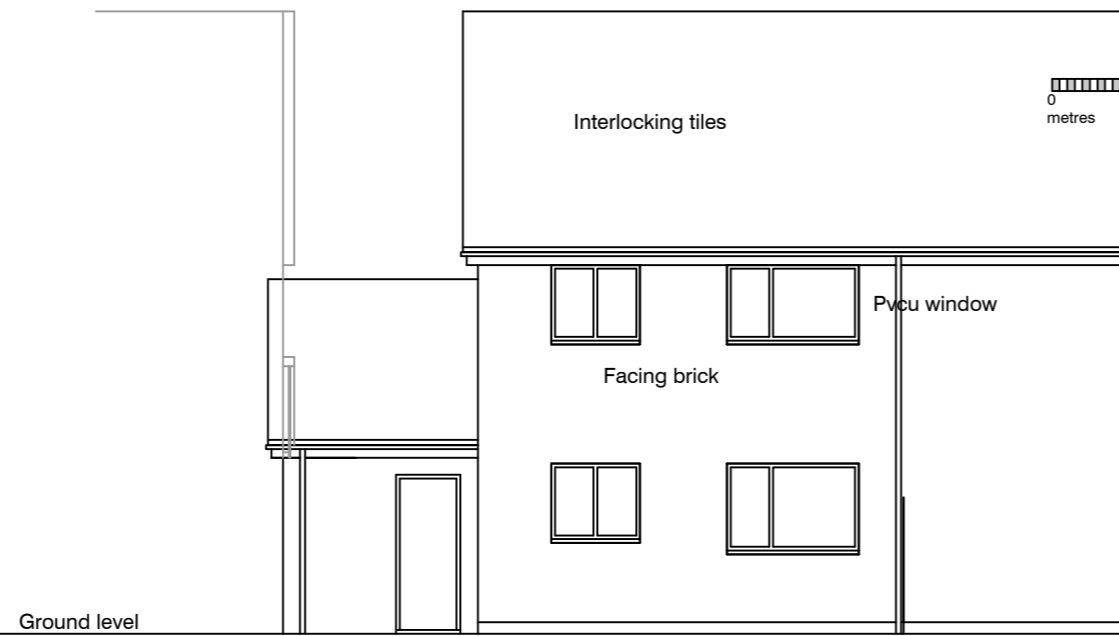 Interlocking tiles
0
metres
Pvcu window
Facing brick
Ground level